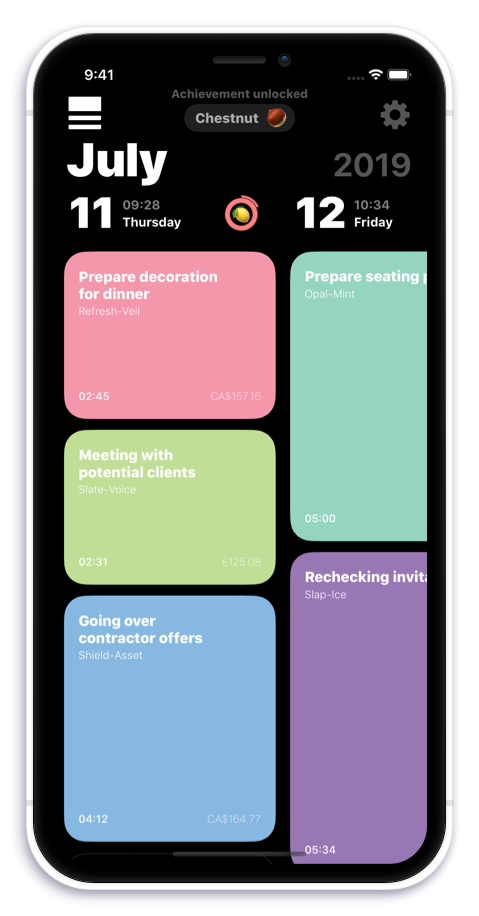 9:41
Achievement unlocked
Chestnut
July
2019
11
09:28
Thursday
12
10:34
Friday
Prepare decoration
for dinner
Refresh-Veil
02:45
CA$157.16
Meeting with
potential clients
Slate-Voice
02:31
£125.08
Going over
contractor offers
Shield-Asset
04:12
CA$164.77
Prepare seating
Opal-Mint
05:00
Rechecking
Slap-Ice
05:34